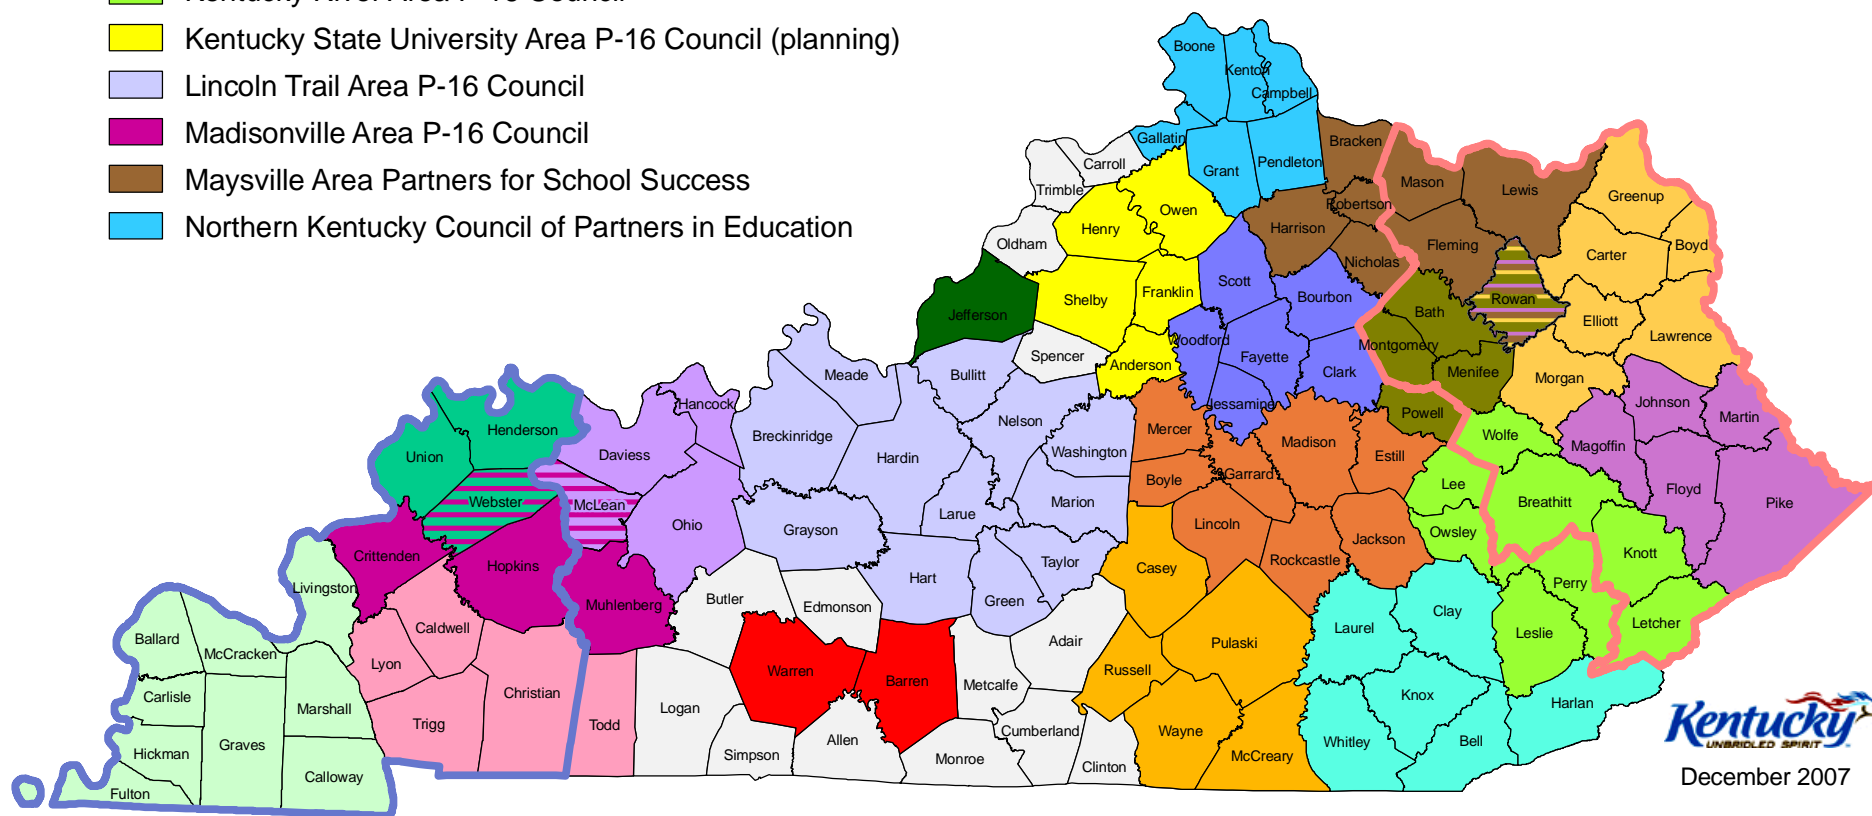 Kentucky River Area P-16 Council
Kentucky State University Area P-16 Council (planning)
Lincoln Trail Area P-16 Council
Madisonville Area P-16 Council
Maysville Area Partners for School Success
Northern Kentucky Council of Partners in Education
Boone
Kenton
Campbell
Gallatin
Grant
Pendleton
Bracken
Carroll
Trimble
Mason
Lewis
Robertson
Greenup
Owen
Henry
Oldham
Harrison
Fleming
Nicholas
Carter
Boyd
Scott
Franklin
Shelby
Bourbon
Bath
Rowan
Jefferson
Elliott
Lawrence
Woodford
Fayette
Montgomery
Spencer
Anderson
Clark
Menifee
Morgan
Meade
Bullitt
Jessamine
Powell
Johnson
Martin
Hancock
Breckinridge
Nelson
Mercer
Madison
Wolfe
Magoffin
Henderson
Union
Daviess
Hardin
Washington
Boyle
Garrard
Estill
Lee
Floyd
Pike
Webster
McLean
Ohio
Grayson
Larue
Marion
Lincoln
Jackson
Owsley
Breathitt
Knott
Crittenden
Hopkins
Hart
Taylor
Casey
Rockcastle
Perry
Livingston
Muhlenberg
Butler
Edmonson
Green
Clay
Leslie
Letcher
Ballard
McCracken
Caldwell
Lyon
Warren
Barren
Adair
Russell
Pulaski
Laurel
Carlisle
Marshall
Christian
Metcalfe
Knox
Harlan
Hickman
Graves
Trigg
Todd
Logan
Simpson
Allen
Cumberland
Wayne
Whitley
Bell
Fulton
Calloway
Monroe
Clinton
McCreary
Kentucky
UNBRIDLED SPIRIT
December 2007